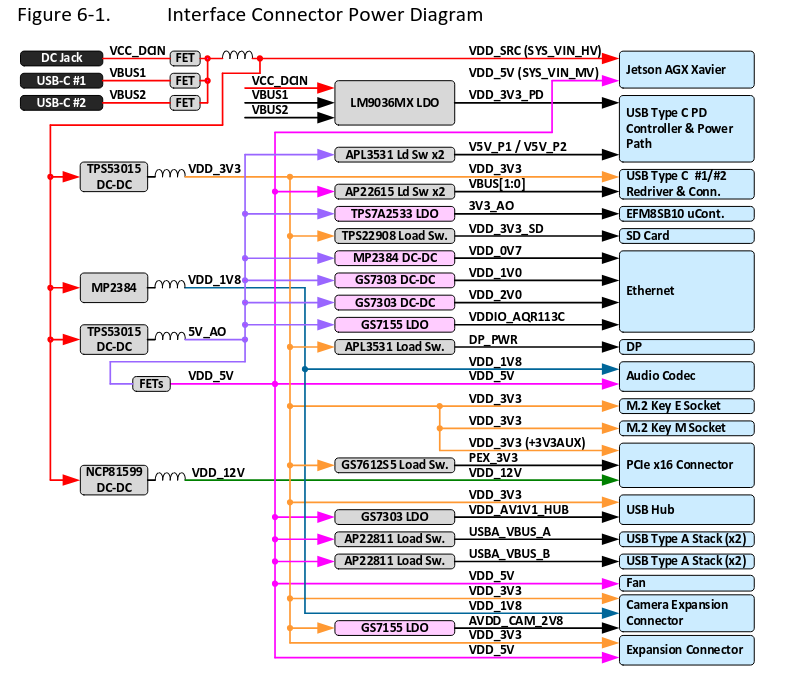 Figure 6-1. Interface Connector Power Diagram
DC Jack
VCC_DCIN
FET
USB-C #1
VBUS1
FET
USB-C #2
VBUS2
FET
VDD_SRC (SYS_VIN_HV)
VDD_5V (SYS_VIN_MV)
Jetson AGX Xavier
VCC_DCIN
VBUS1
VBUS2
LM9036MX LDO
VDD_3V3_PD
USB Type C PD
Controller & Power
Path
APL3531 Ld Sw x2
V5V_P1 / V5V_P2
TPS53015
DC-DC
VDD_3V3
VDD_3V3
AP22615 Ld Sw x2
VBUS[1:0]
USB Type C #1/#2
Redriver & Conn.
TPS7A2533 LDO
3V3_AO
EFM8SB10 uCont.
TPS22908 Load Sw.
VDD_3V3_SD
SD Card
MP2384 DC-DC
VDD_0V7
MP2384
VDD_1V8
GS7303 DC-DC
VDD_1V0
GS7303 DC-DC
VDD_2V0
GS7155 LDO
VDDIO_AQR113C
Ethernet
TPS53015
DC-DC
5V_AO
APL3531 Load Sw.
DP_PWR
DP
FETs
VDD_5V
VDD_1V8
VDD_5V
Audio Codec
VDD_3V3
M.2 Key E Socket
VDD_3V3
M.2 Key M Socket
VDD_3V3 (+3V3AUX)
NCP81599
DC-DC
VDD_12V
GS7612S5 Load Sw.
PEX_3V3
VDD_12V
PCIe x16 Connector
VDD_3V3
GS7303 LDO
VDD_AV1V1_HUB
USB Hub
AP22811 Load Sw.
USBA_VBUS_A
USB Type A Stack (x2)
AP22811 Load Sw.
USBA_VBUS_B
USB Type A Stack (x2)
VDD_5V
Fan
VDD_3V3
VDD_1V8
GS7155 LDO
AVDD_CAM_2V8
Camera Expansion
Connector
VDD_3V3
VDD_5V
Expansion Connector